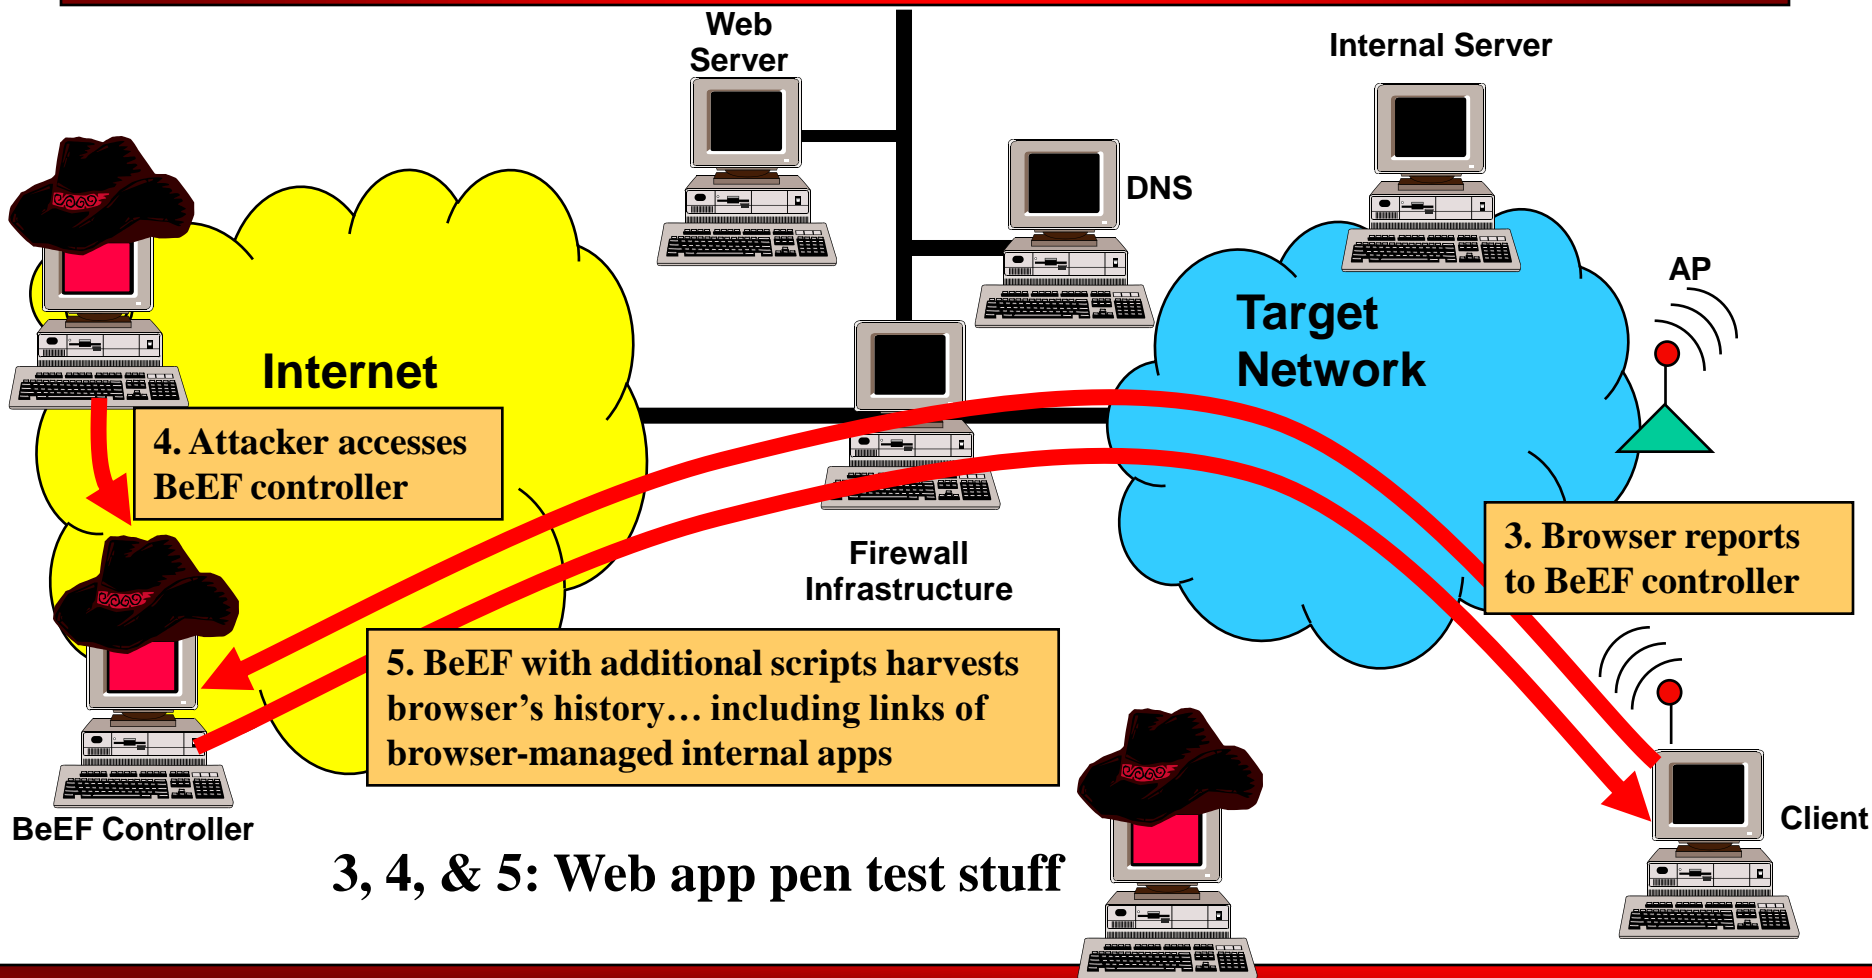 Web
Server
Internal Server
DNS
AP
Target
Network
Internet
4. Attacker accesses
BeEF controller
3. Browser reports
to BeEF controller
Firewall
Infrastructure
5. BeEF with additional scripts harvests
browser’s history… including links of
browser-managed internal apps
BeEF Controller
Client
3, 4, & 5: Web app pen test stuff